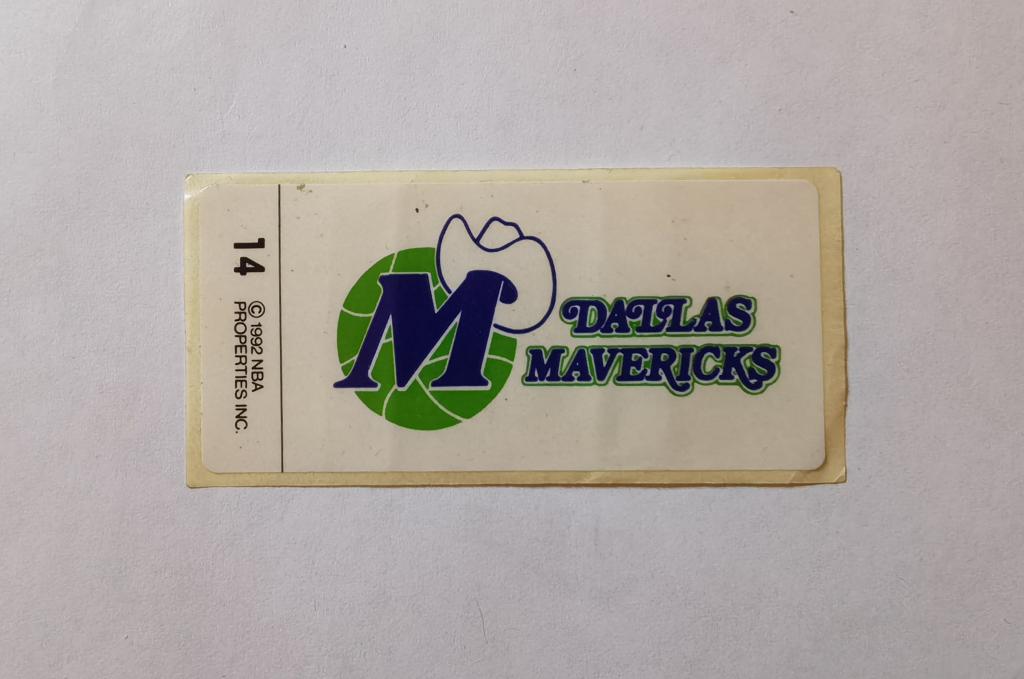 14
© 1992 NBA
PROPERTIES INC.
M
DALLAS
MAVERICKS